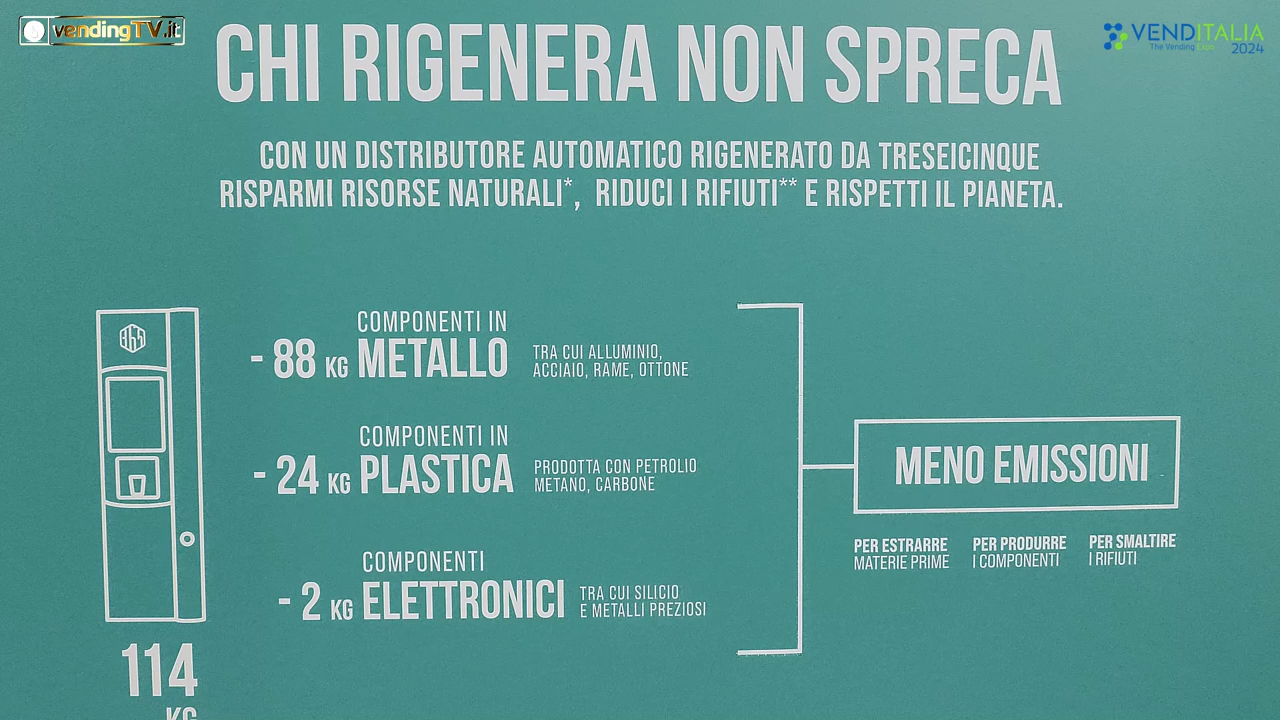 vendingTV.it
VENDITALIA
The Vending Expo 2024
CHI RIGENERA NON SPRECA
CON UN DISTRIBUTORE AUTOMATICO RIGENERATO DA TRESEICINQUE
RISPARMI RISORSE NATURALI*, RIDUCI I RIFIUTI** E RISPETTI IL PIANETA.
365
COMPONENTI IN
- 88 KG METALLO
TRA CUI ALLUMINIO,
ACCIAIO, RAME, OTTONE
COMPONENTI IN
- 24 KG PLASTICA
PRODOTTA CON PETROLIO
METANO, CARBONE
COMPONENTI
- 2 KG ELETTRONICI
TRA CUI SILICIO
E METALLI PREZIOSI
MENO EMISSIONI
PER ESTRARRE
MATERIE PRIME
PER PRODURRE
I COMPONENTI
PER SMALTIRE
I RIFIUTI
114
KG